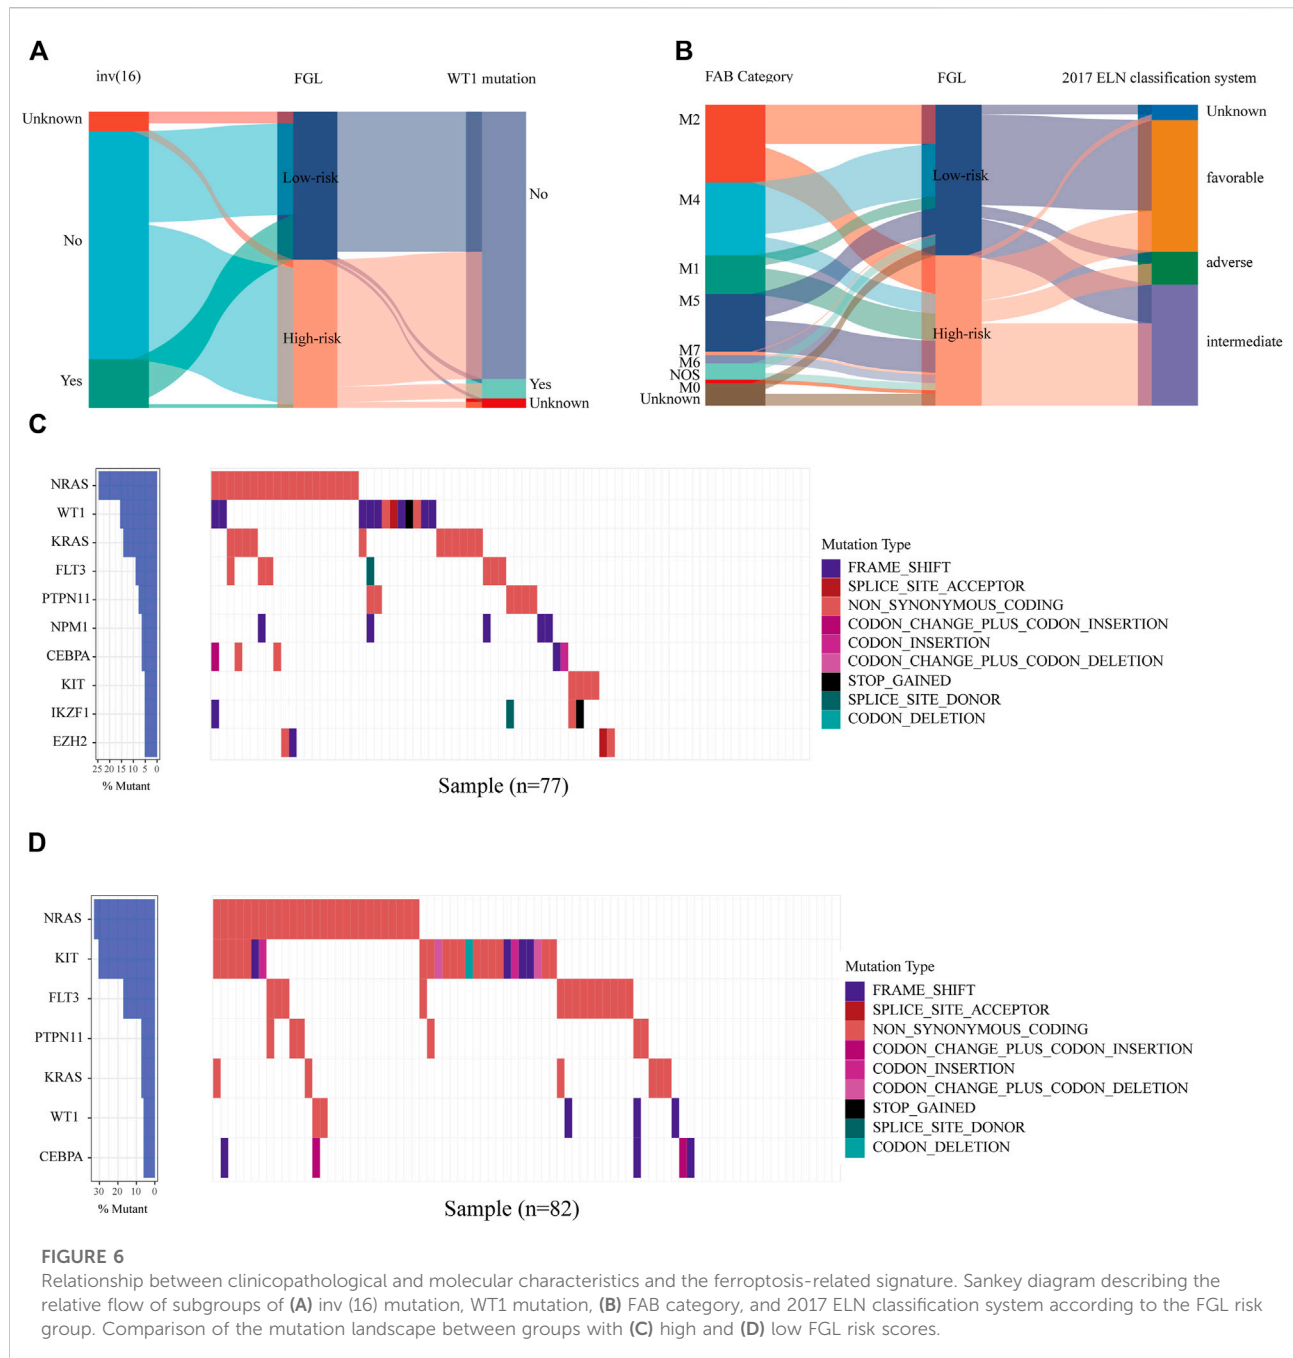 A
inv(16)
FGL
WT1 mutation
Unknown
No
Yes
Low-risk
High-risk
No
Yes
Unknown
B
FAB Category
FGL
2017 ELN classification system
M2
M4
M1
M5
M7
M6
NOS
M0
Unknown
Low-risk
High-risk
Unknown
favorable
adverse
intermediate
C
NRAS
WT1
KRAS
FLT3
PTPN11
NPM1
CEBPA
KIT
IKZF1
EZH2
25 20 15 10 5 0
% Mutant
Sample (n=77)
Mutation Type
FRAME_SHIFT
SPLICE_SITE_ACCEPTOR
NON_SYNONYMOUS_CODING
CODON_CHANGE_PLUS_CODON_INSERTION
CODON_INSERTION
CODON_CHANGE_PLUS_CODON_DELETION
STOP_GAINED
SPLICE_SITE_DONOR
CODON_DELETION
D
NRAS
KIT
FLT3
PTPN11
KRAS
WT1
CEBPA
30 20 10 0
% Mutant
Sample (n=82)
Mutation Type
FRAME_SHIFT
SPLICE_SITE_ACCEPTOR
NON_SYNONYMOUS_CODING
CODON_CHANGE_PLUS_CODON_INSERTION
CODON_INSERTION
CODON_CHANGE_PLUS_CODON_DELETION
STOP_GAINED
SPLICE_SITE_DONOR
CODON_DELETION
FIGURE 6
Relationship between clinicopathological and molecular characteristics and the ferroptosis-related signature. Sankey diagram describing the
relative flow of subgroups of (A) inv (16) mutation, WT1 mutation, (B) FAB category, and 2017 ELN classification system according to the FGL risk
group. Comparison of the mutation landscape between groups with (C) high and (D) low FGL risk scores.